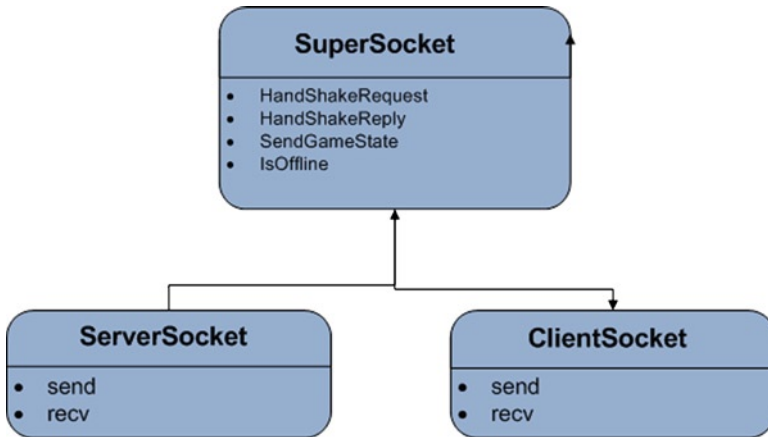 SuperSocket
• HandShakeRequest
• HandShakeReply
• SendGameState
• IsOffline
ServerSocket
• send
• recv
ClientSocket
• send
• recv